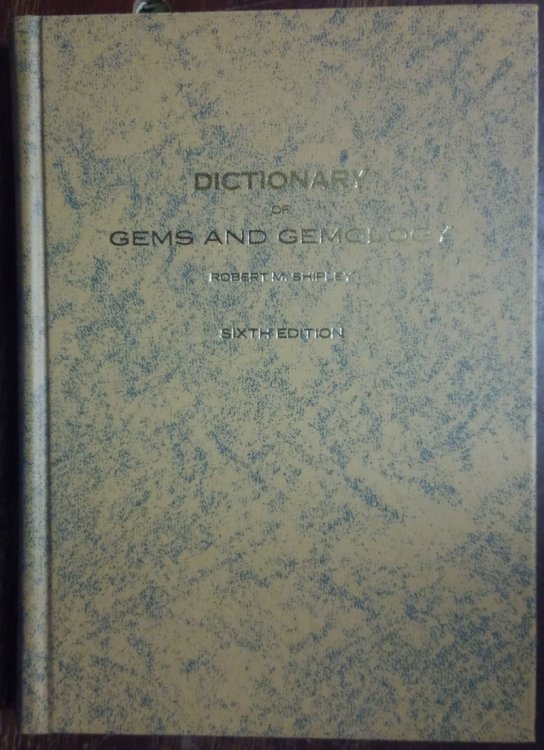 DICTIONARY
OF
GEMS AND GEMOLOGY
ROBERT M. SHIPLEY
SIXTH EDITION